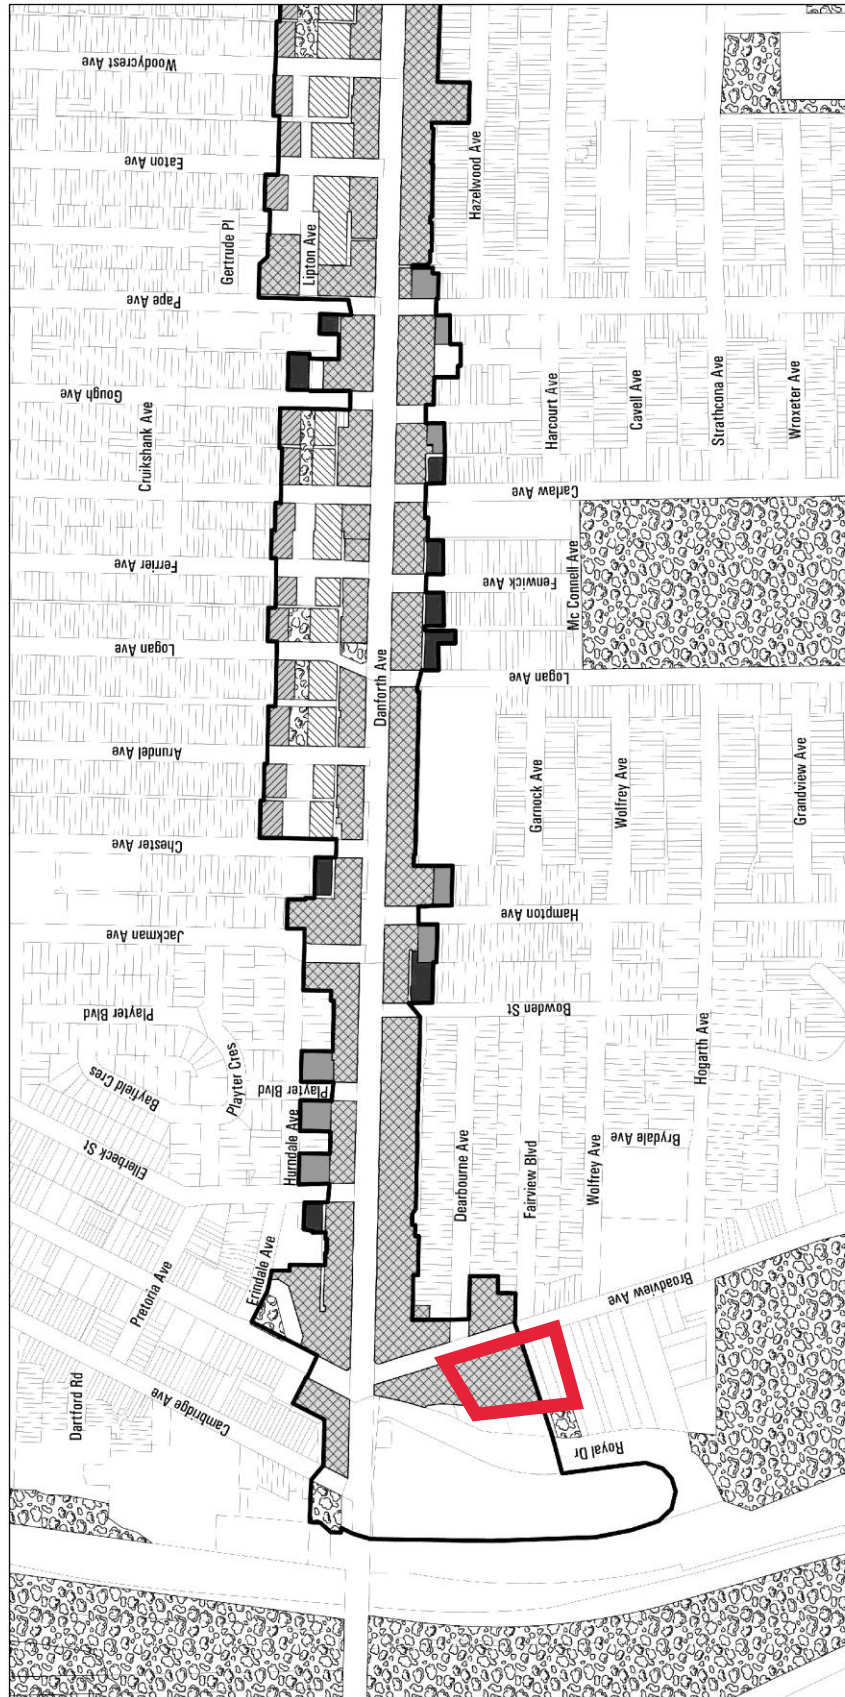 Woodycrest Ave
Eaton Ave
Hazelwood Ave
Gertrude Pl
Lipton Ave
Pape Ave
Gough Ave
Cruikshank Ave
Harcourt Ave
Cavell Ave
Strathcona Ave
Wroxeter Ave
Carlaw Ave
Ferrier Ave
Fenwick Ave
Mc Connell Ave
Logan Ave
Danforth Ave
Logan Ave
Arundel Ave
Garnock Ave
Wolfrey Ave
Grandview Ave
Chester Ave
Hampton Ave
Jackman Ave
Playter Blvd
Bowden St
Hogarth Ave
Playter Cres
Bayfield Cres
Playter Blvd
Ellerbeck St
Hurndale Ave
Dearbourne Ave
Fairview Blvd
Wolfrey Ave
Brydale Ave
Pretoria Ave
Erindale Ave
Broadview Ave
Dartford Rd
Cambridge Ave
Royal Dr